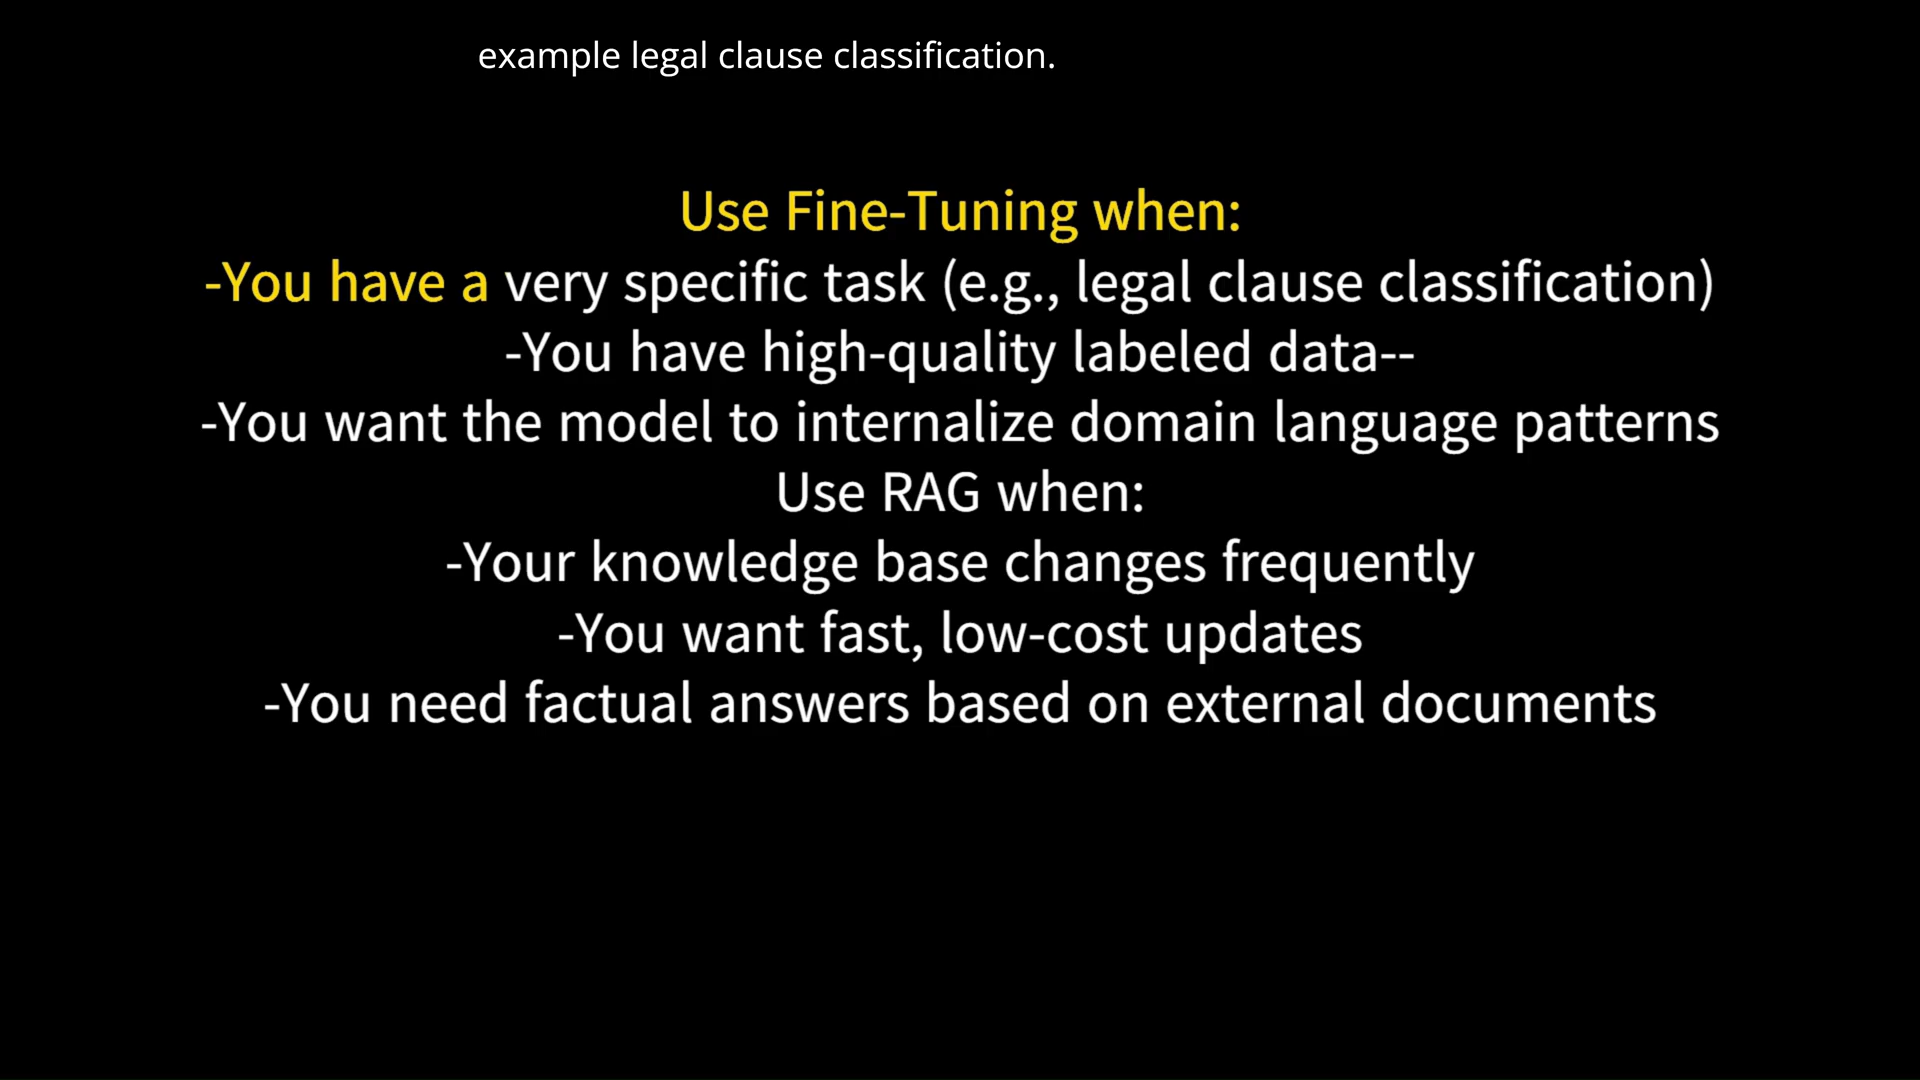 example legal clause classification.
Use Fine-Tuning when:
-You have a very specific task (e.g., legal clause classification)
-You have high-quality labeled data--
-You want the model to internalize domain language patterns
Use RAG when:
-Your knowledge base changes frequently
-You want fast, low-cost updates
-You need factual answers based on external documents